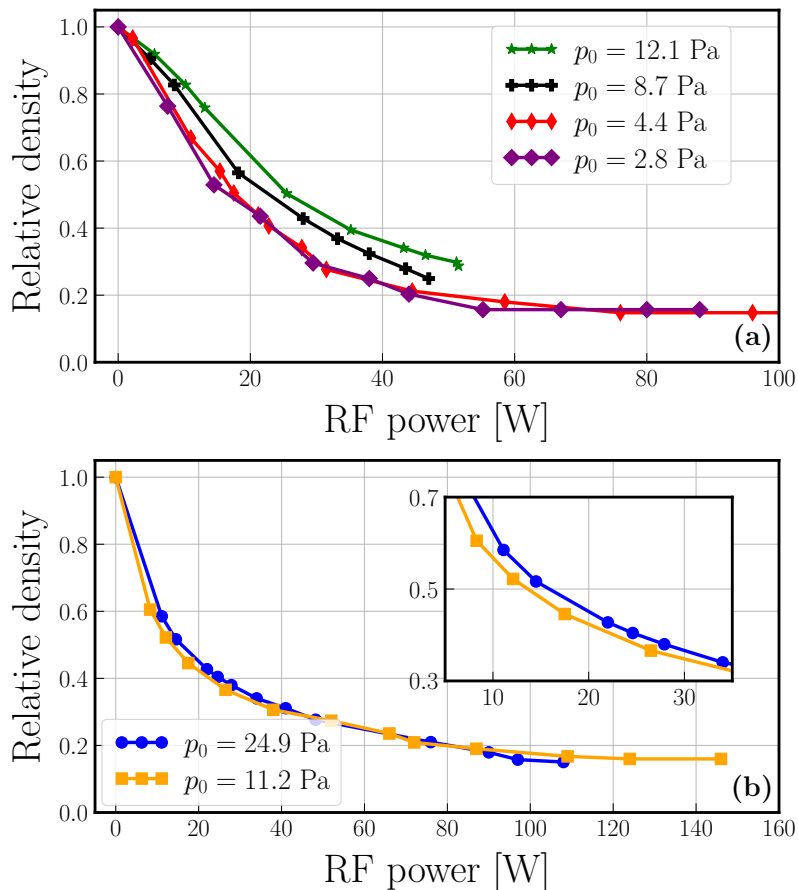 1.0
0.8
0.6
0.4
0.2
0.0
Relative density
p₀ = 12.1 Pa
p₀ = 8.7 Pa
p₀ = 4.4 Pa
p₀ = 2.8 Pa
(a)
0 20 40 60 80 100
RF power [W]
1.0
0.8
0.6
0.4
0.2
0.0
Relative density
0.7
0.5
0.3
10 20 30
p₀ = 24.9 Pa
p₀ = 11.2 Pa
(b)
0 20 40 60 80 100 120 140 160
RF power [W]